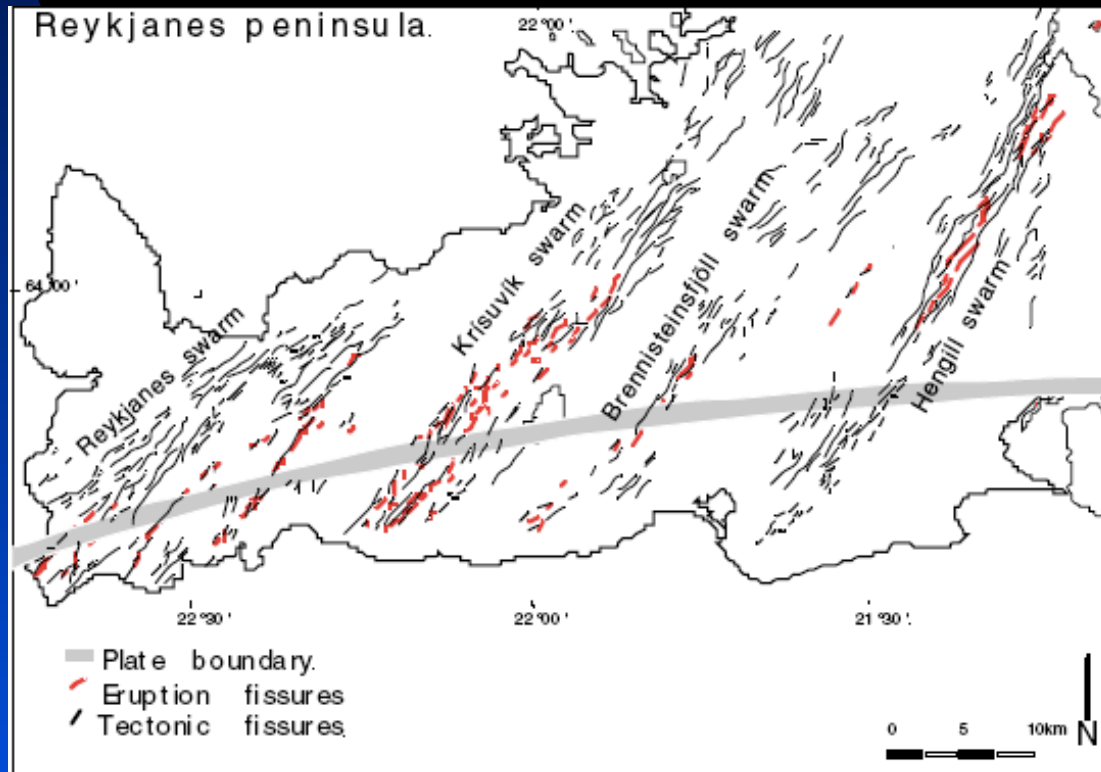 Reykjanes peninsula.
22 °00 '
64 °00 '
Reykjanes swarm
Krisuvik swarm
Brennisteinsfjöll swarm
Hengill swarm
22 °30 '
22 °00 '
21 °30 '.
Plate boundary.
Eruption fissures
Tectonic fissures.
0 5 10km
N